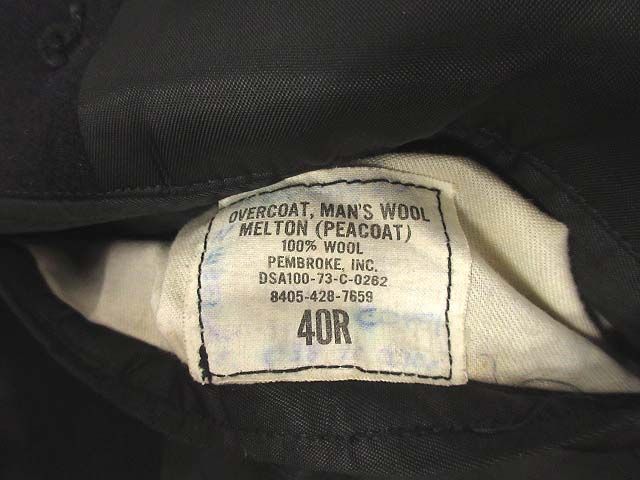 OVERCOAT, MAN'S WOOL
MELTON (PEACOAT)
100% WOOL
PEMBROKE, INC.
DSA100-73-C-0262
8405-428-7659
40R